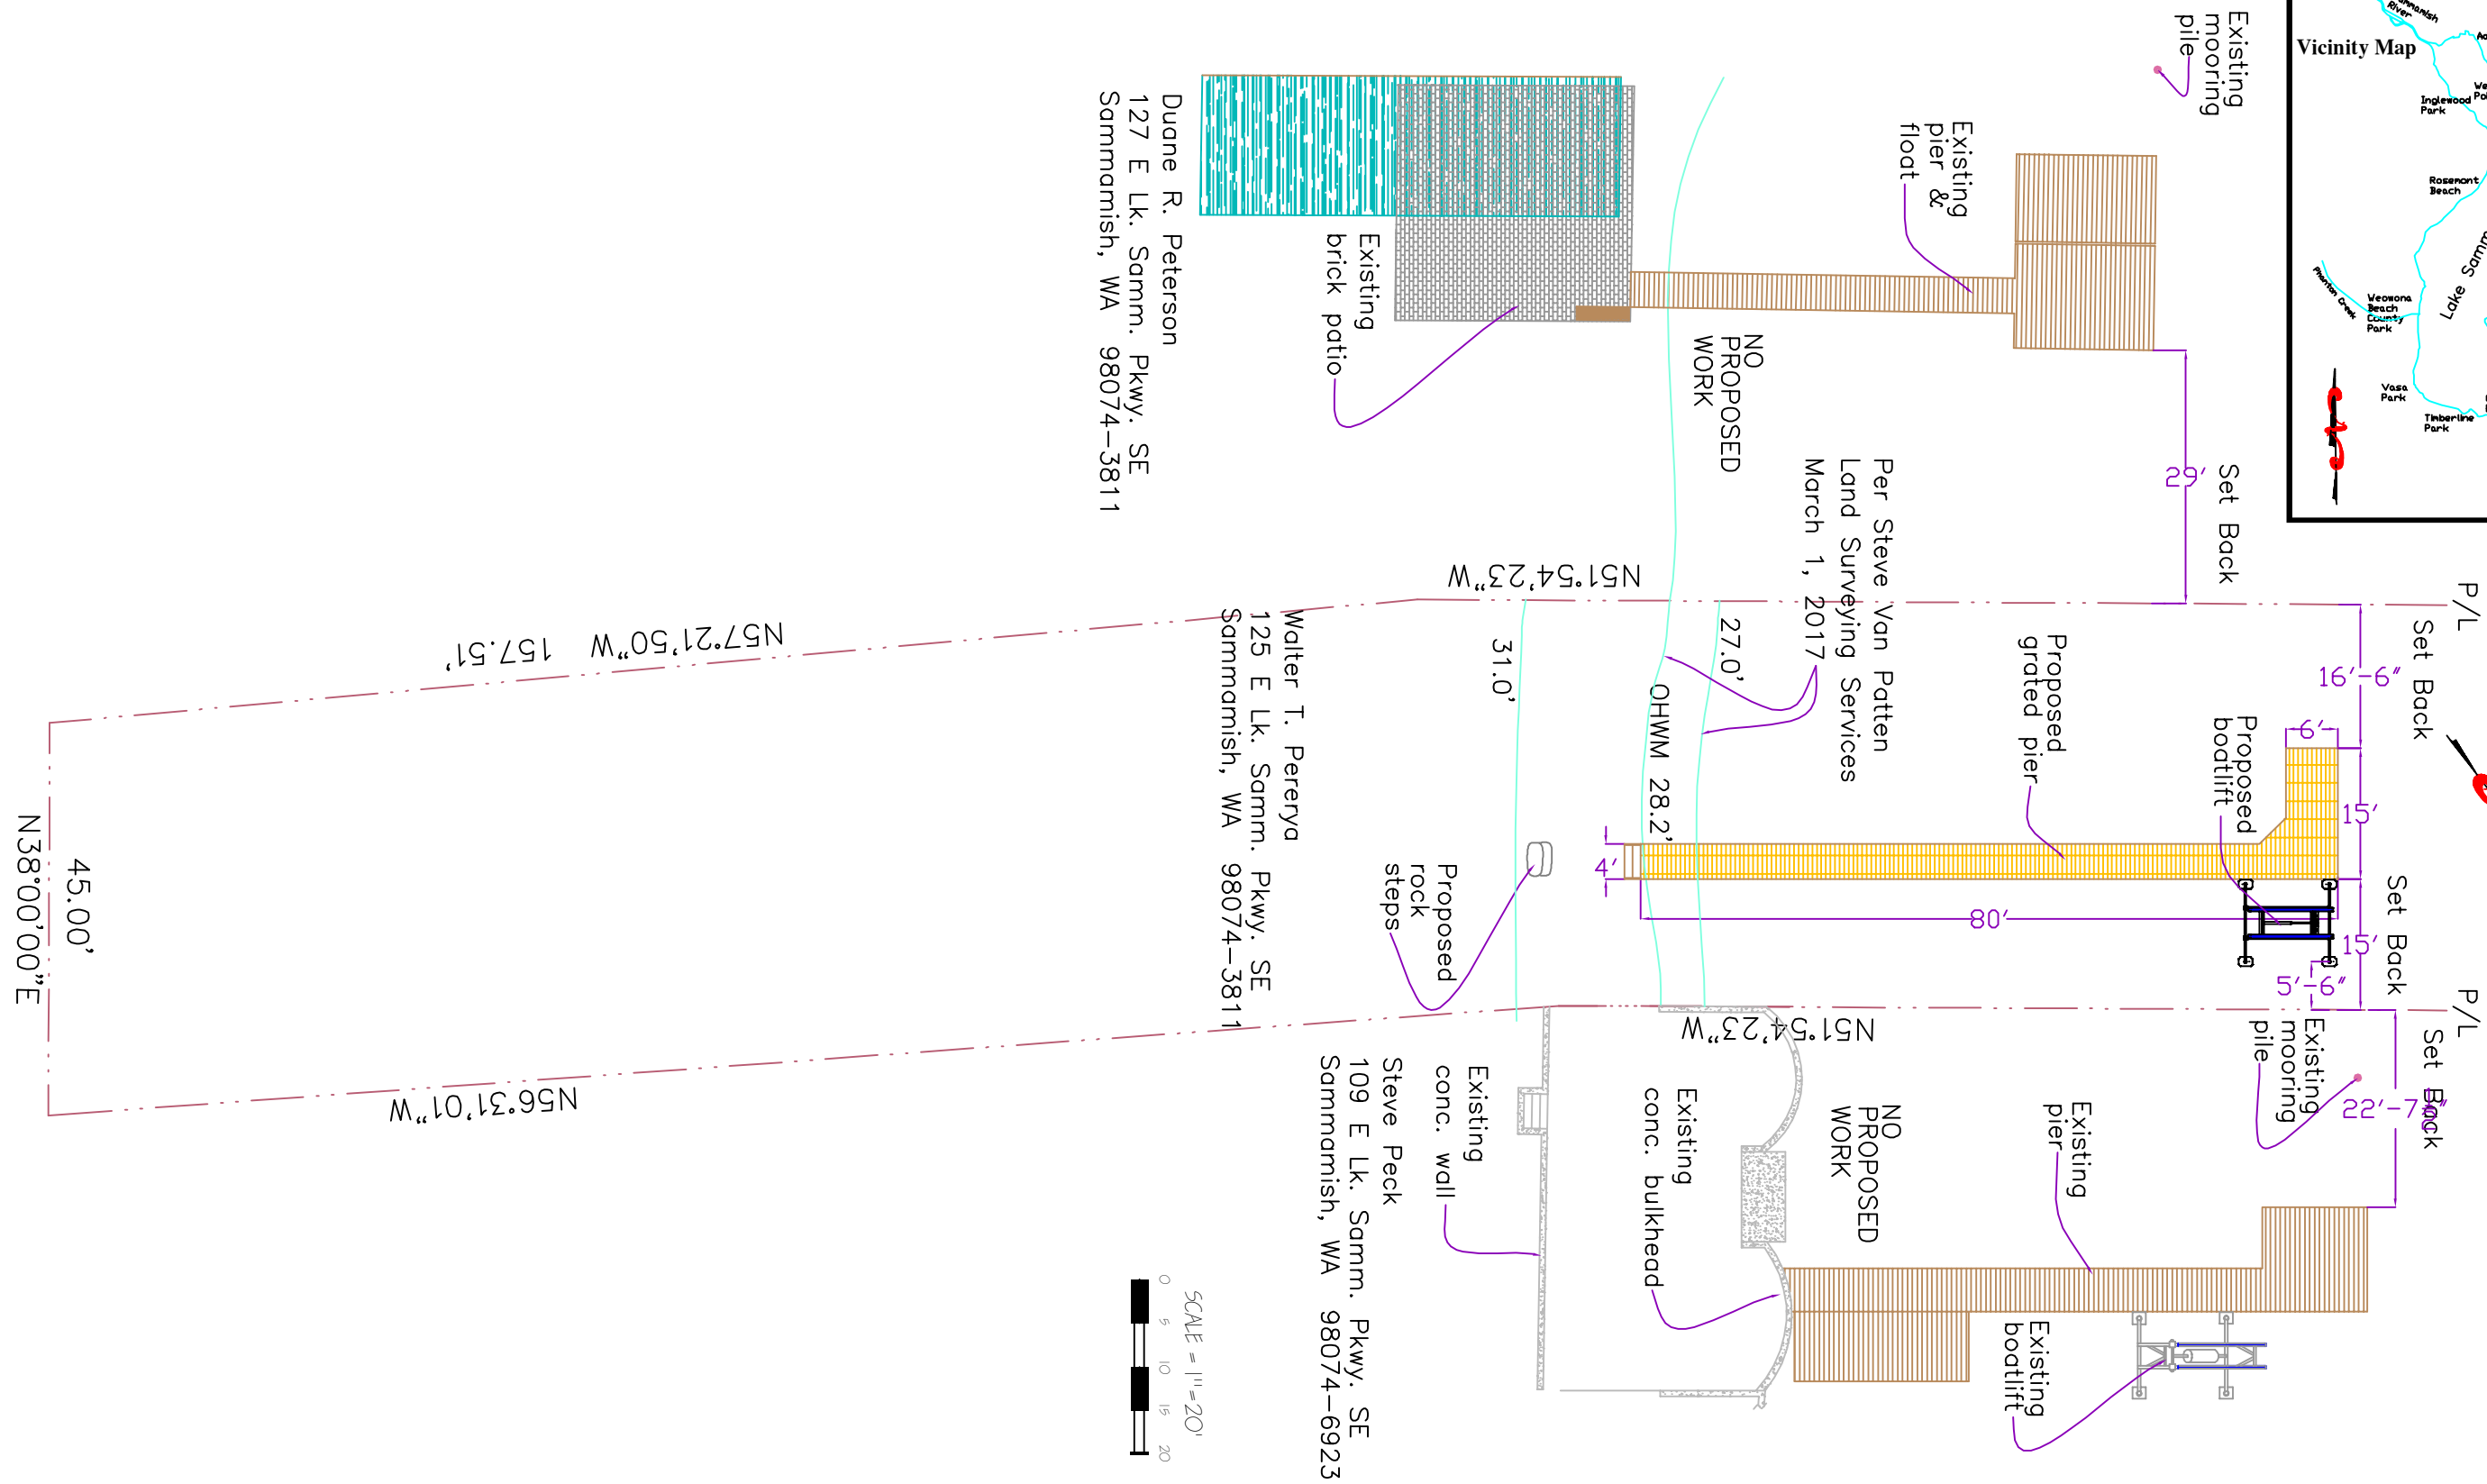 Existing
mooring
pile
Vicinity Map
River
Inglewood
Park
Rosemont
Beach
Phantom Creek
Weowona
Beach
County
Park
Vasa
Park
Timberline
Park
Existing
pier &
float
Duane R. Peterson
127 E Lk. Samm. Pkwy. SE
Sammamish, WA 98074-3811
Existing
brick patio
NO
PROPOSED
WORK
Per Steve Van Patten
Land Surveying Services
March 1, 2017
29'
Set Back
P/L
N51°54'23"W
N57°21'50"W 157.51'
Walter T. Pererya
125 E Lk. Samm. Pkwy. SE
Sammamish, WA 98074-3811
31.0'
27.0'
OHWM 28.2'
Proposed
grated pier
Proposed
boatlift
Set Back
16'-6"
6'
15'
4'
80'
Proposed
rock
steps
Set Back
15'
5'-6"
P/L
45.00'
N38°00'00"E
N56°31'01"W
N51°54'23"W
Steve Peck
109 E Lk. Samm. Pkwy. SE
Sammamish, WA 98074-6923
Existing
conc. wall
Existing
conc. bulkhead
NO
PROPOSED
WORK
Existing
pier
Existing
mooring
pile
Set Back
Existing
boatlift
SCALE = 1"=20'
0 5 10 15 20